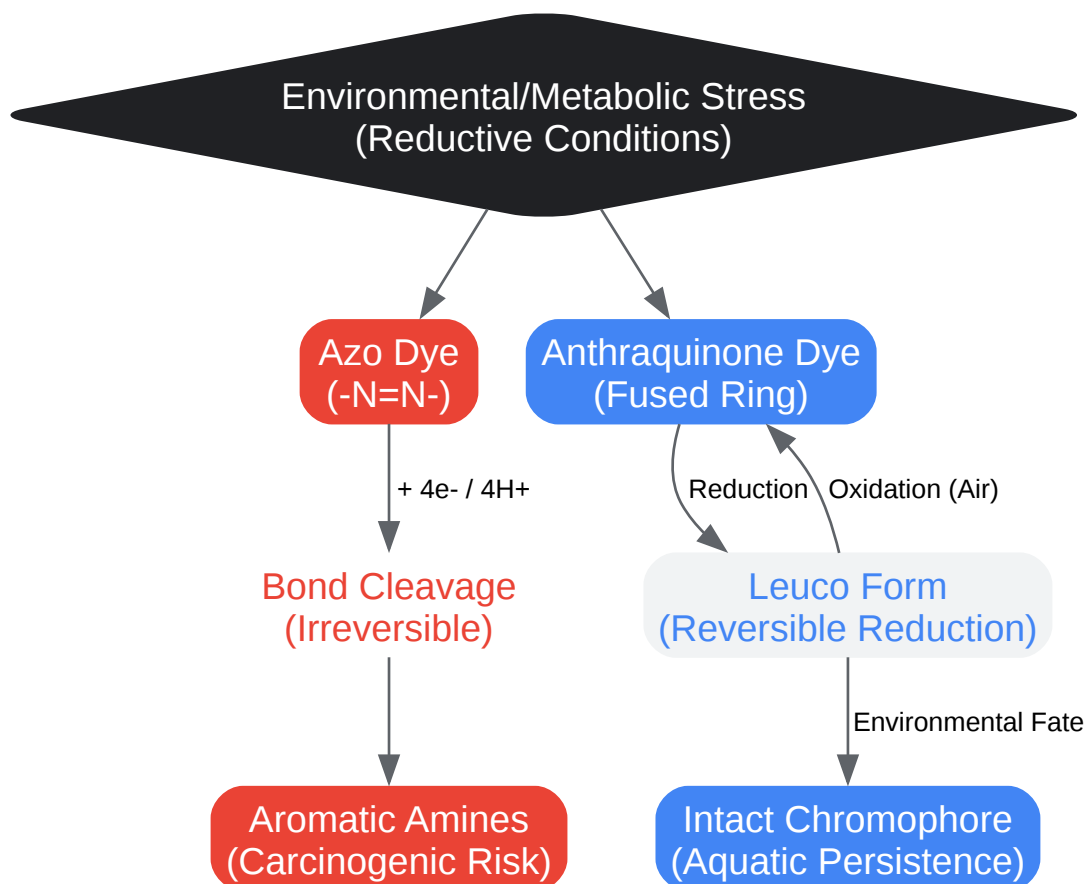 Environmental/Metabolic Stress
(Reductive Conditions)
Azo Dye
(-N=N-)
Anthraquinone Dye
(Fused Ring)
+ 4e- / 4H+
Reduction
Oxidation (Air)
Bond Cleavage
(Irreversible)
Leuco Form
(Reversible Reduction)
Environmental Fate
Aromatic Amines
(Carcinogenic Risk)
Intact Chromophore
(Aquatic Persistence)